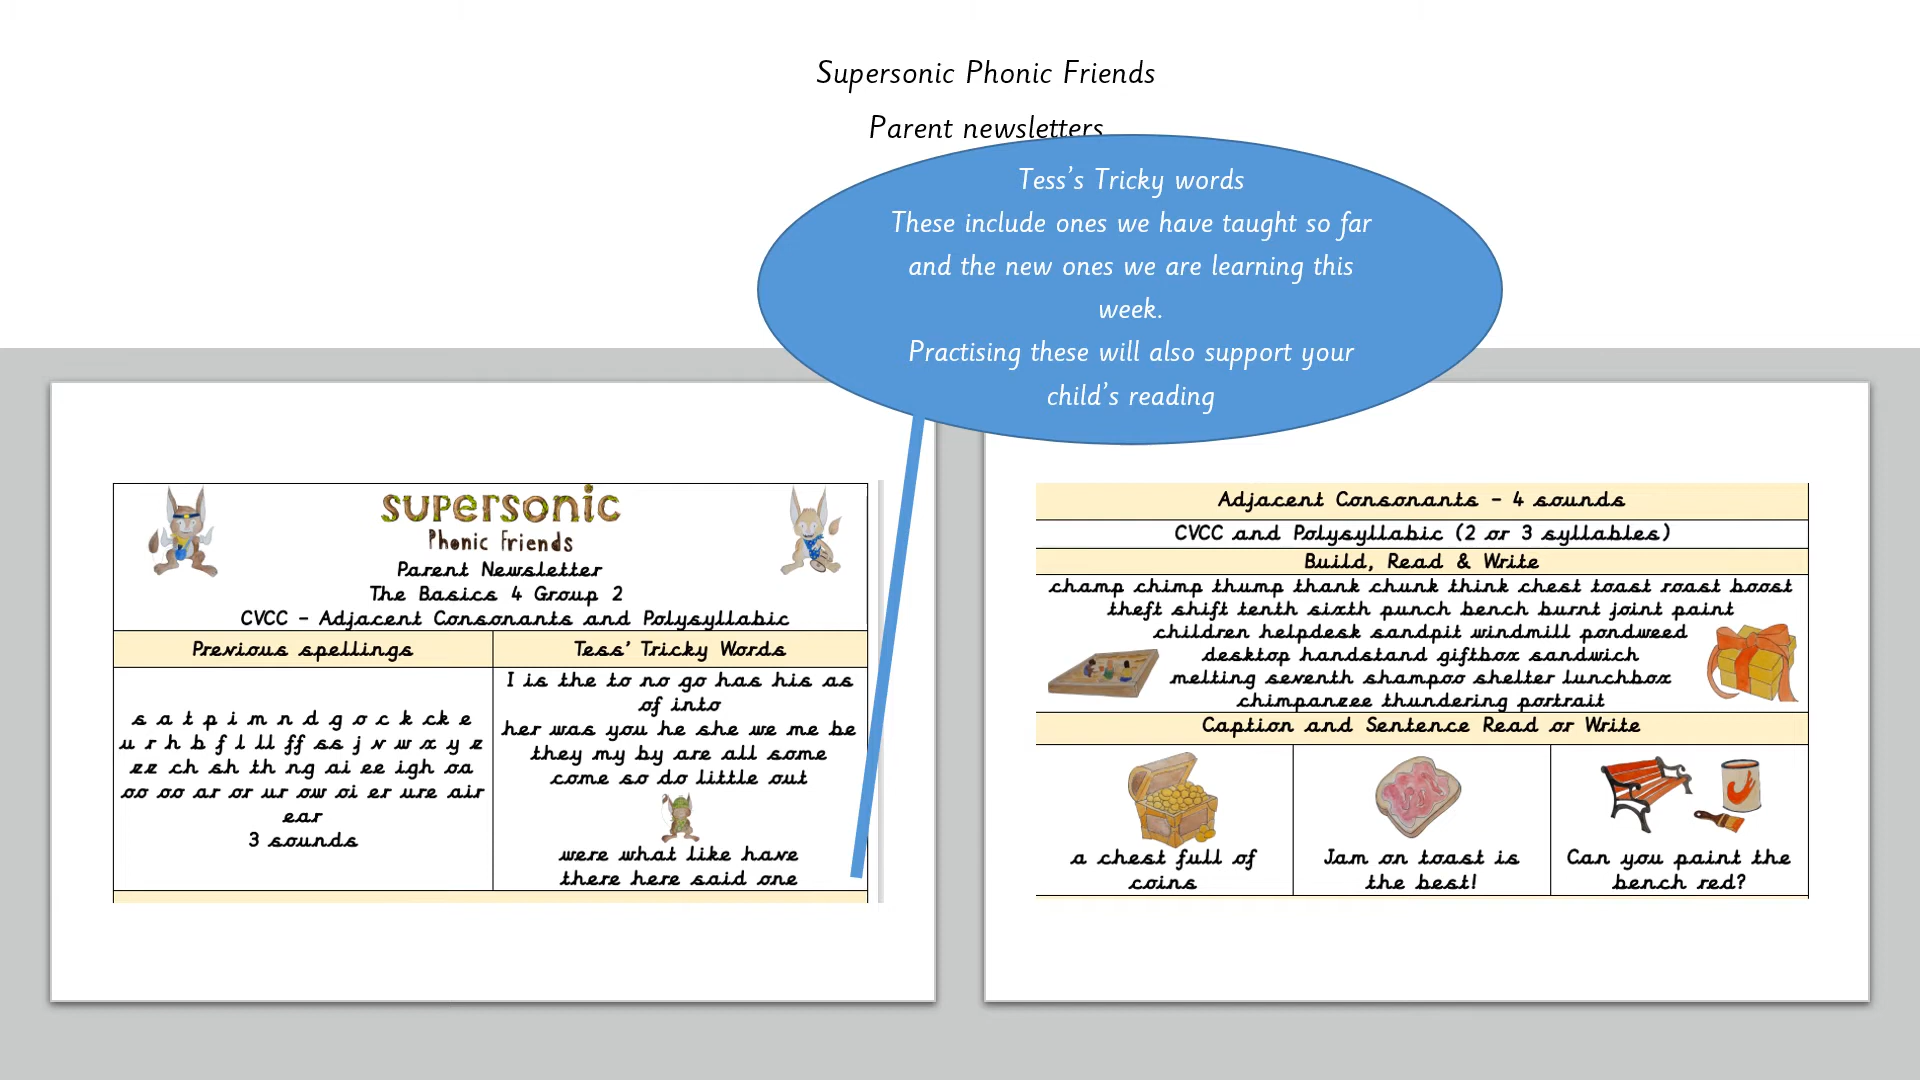 Supersonic Phonic Friends
Parent newsletters
Tess's Tricky words
These include ones we have taught so far
and the new ones we are learning this
week.
Practising these will also support your
child's reading
supersonic
Phonic Friends
Parent Newsletter
The Basics 4 Group 2
CVCC - Adjacent Consonants and Polysyllabic
Previous spellings
s a t p i m n d g o c k ck e
u r h b f l ll ff ss j v w x y z
zz ch sh th ng ai ee igh oa
oo oo ar or ur ow oi er ure air
ear
3 sounds
Tess' Tricky Words
I is the to no go has his as
of into
her was you he she we me be
they my by are all some
come so do little out
were what like have
there here said one
Adjacent Consonants - 4 sounds
CVCC and Polysyllabic (2 or 3 syllables)
Build, Read & Write
champ chimp thump thank chunk think chest toast roast boost
theft shift tenth sixth punch bench burnt joint paint
children helpdesk sandpit windmill pondweed
desktop handstand giftbox sandwich
melting seventh shampoo shelter lunchbox
chimpanzee thundering portrait
Caption and Sentence Read or Write
a chest full of
coins
Jam on toast is
the best!
Can you paint the
bench red?